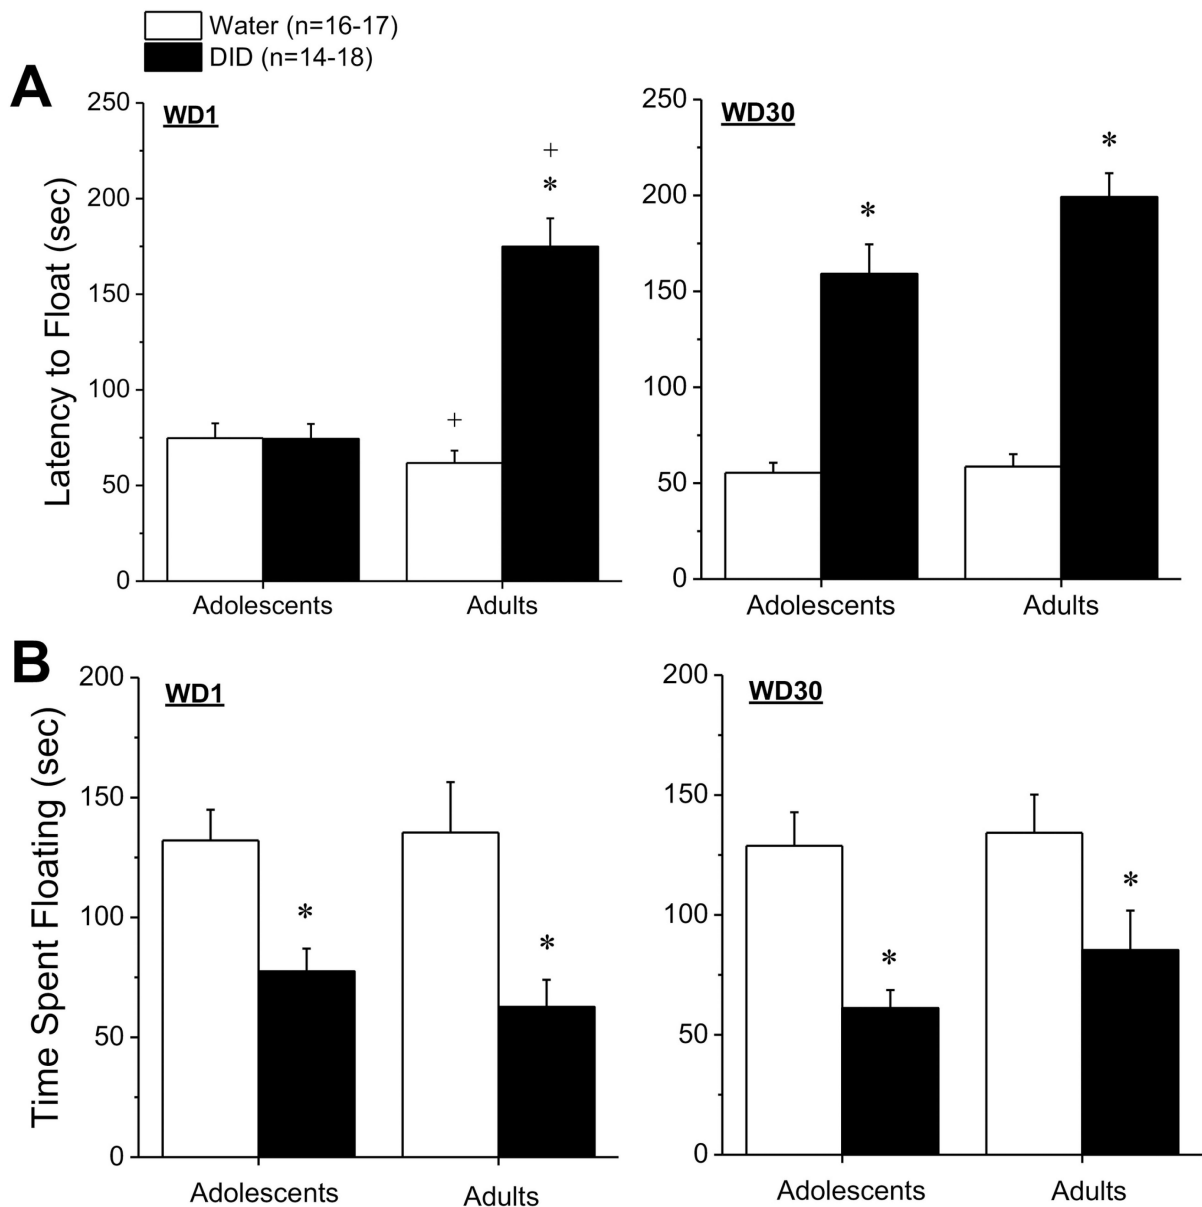 Water (n=16-17)
DID (n=14-18)
A
Latency to Float (sec)
WD1
250
200
150
100
50
0
+
*
+
Adolescents Adults
WD30
250
200
150
100
50
0
*
*
Adolescents Adults
B
Time Spent Floating (sec)
WD1
200
150
100
50
0
*
*
Adolescents Adults
WD30
200
150
100
50
0
*
*
Adolescents Adults